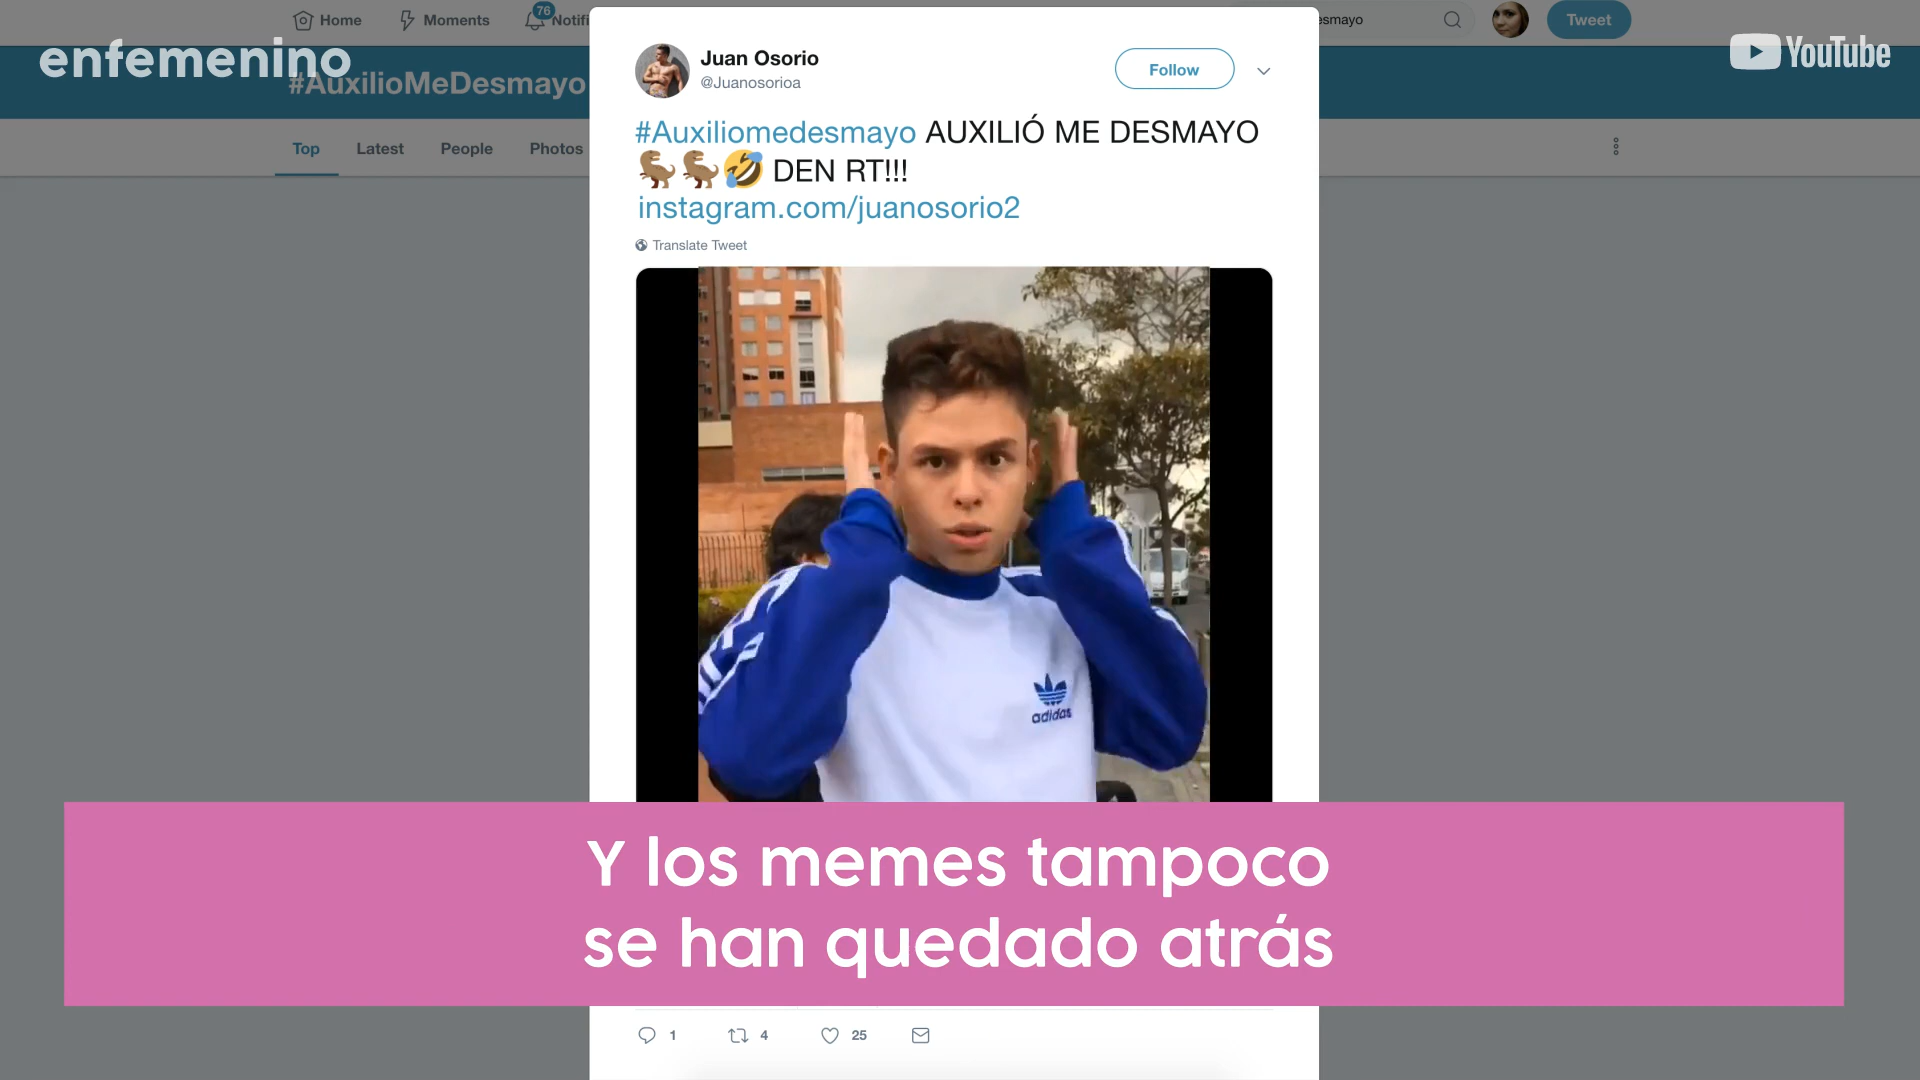 Home
Moments
76
Notifi
esmayo
Tweet
enfemenino
YouTube
#AuxilioMeDesmayo
Top
Latest
People
Photos
Juan Osorio
@Juanosorioa
Follow
#Auxiliomedesmayo AUXILIÓ ME DESMAYO
🦖🦖🤣 DEN RT!!!
instagram.com/juanosorio2
Translate Tweet
adidas
Y los memes tampoco
se han quedado atrás
1
4
25